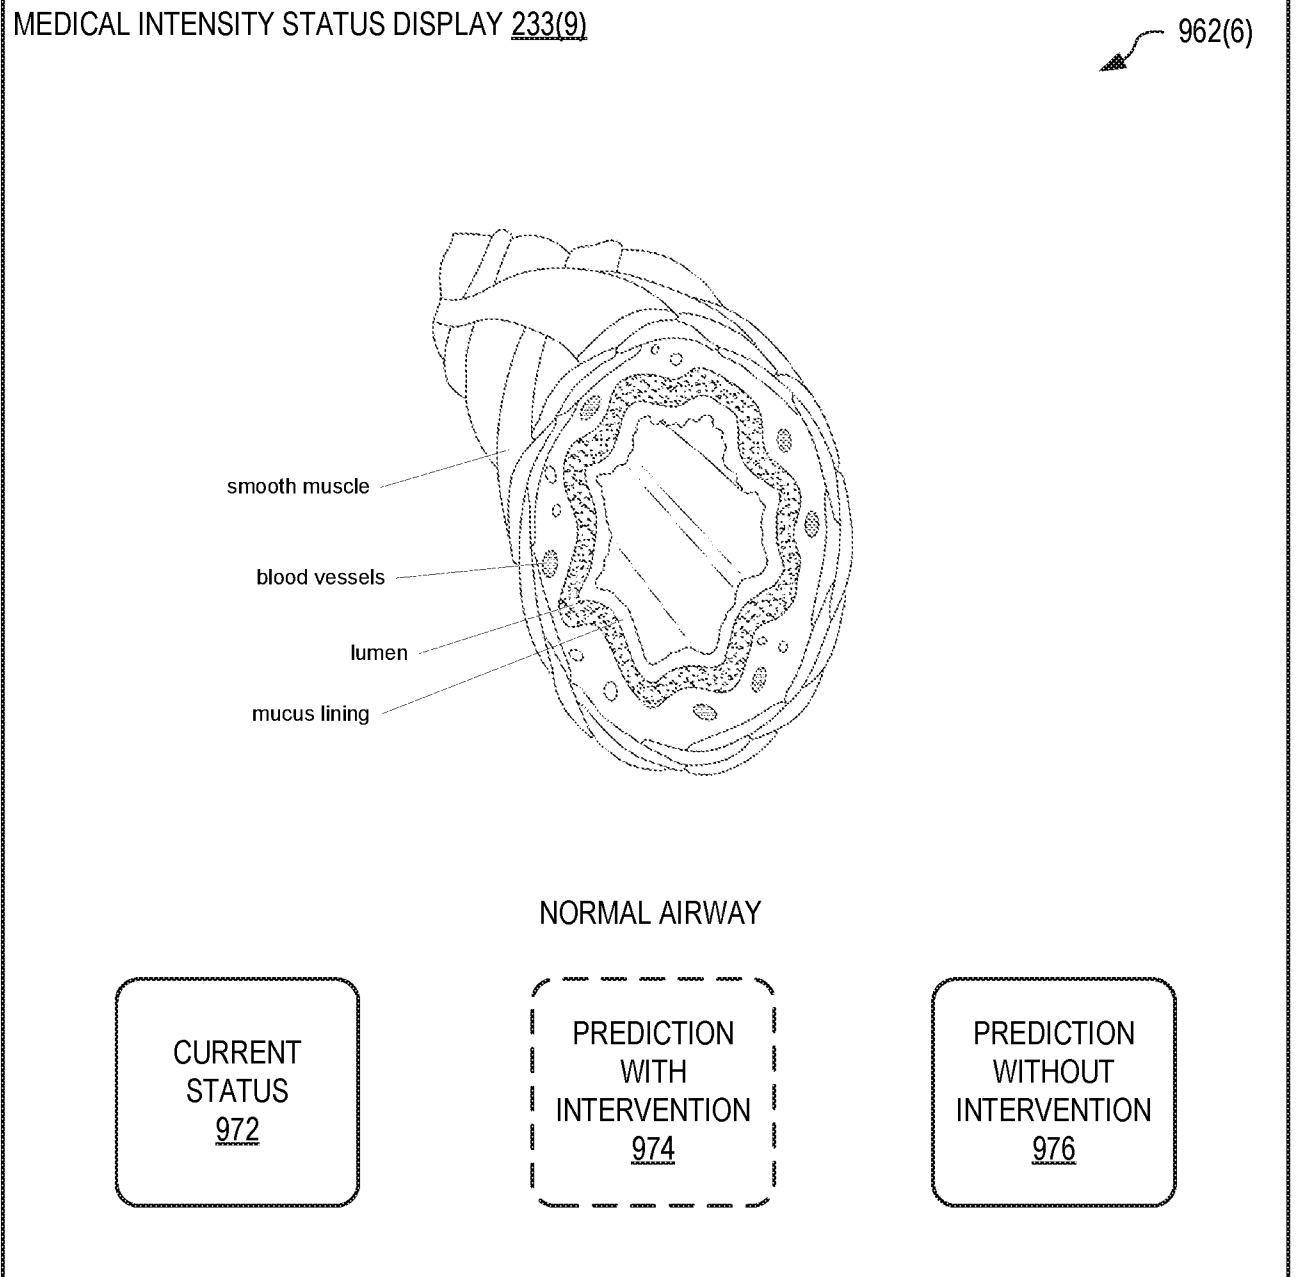 MEDICAL INTENSITY STATUS DISPLAY 233(9)
962(6)
smooth muscle
blood vessels
lumen
mucus lining
NORMAL AIRWAY
CURRENT
STATUS
972
PREDICTION
WITH
INTERVENTION
974
PREDICTION
WITHOUT
INTERVENTION
976